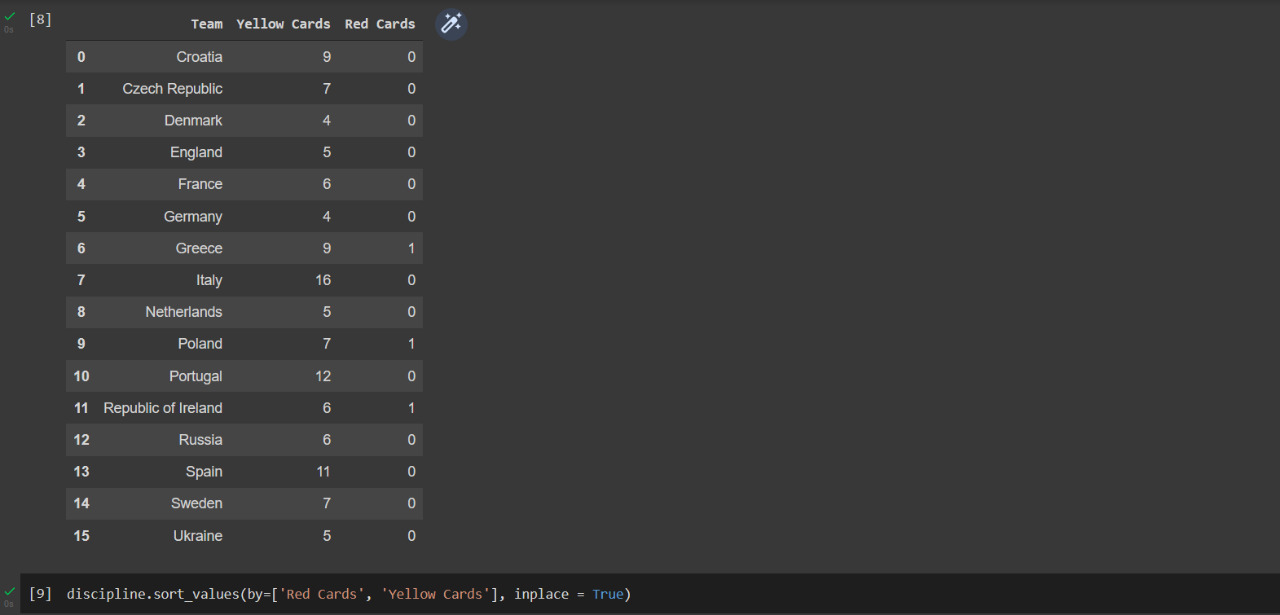 [8]
0s
Team Yellow Cards Red Cards
0 Croatia 9 0
1 Czech Republic 7 0
2 Denmark 4 0
3 England 5 0
4 France 6 0
5 Germany 4 0
6 Greece 9 1
7 Italy 16 0
8 Netherlands 5 0
9 Poland 7 1
10 Portugal 12 0
11 Republic of Ireland 6 1
12 Russia 6 0
13 Spain 11 0
14 Sweden 7 0
15 Ukraine 5 0
[9] discipline.sort_values(by=['Red Cards', 'Yellow Cards'], inplace = True)
0s